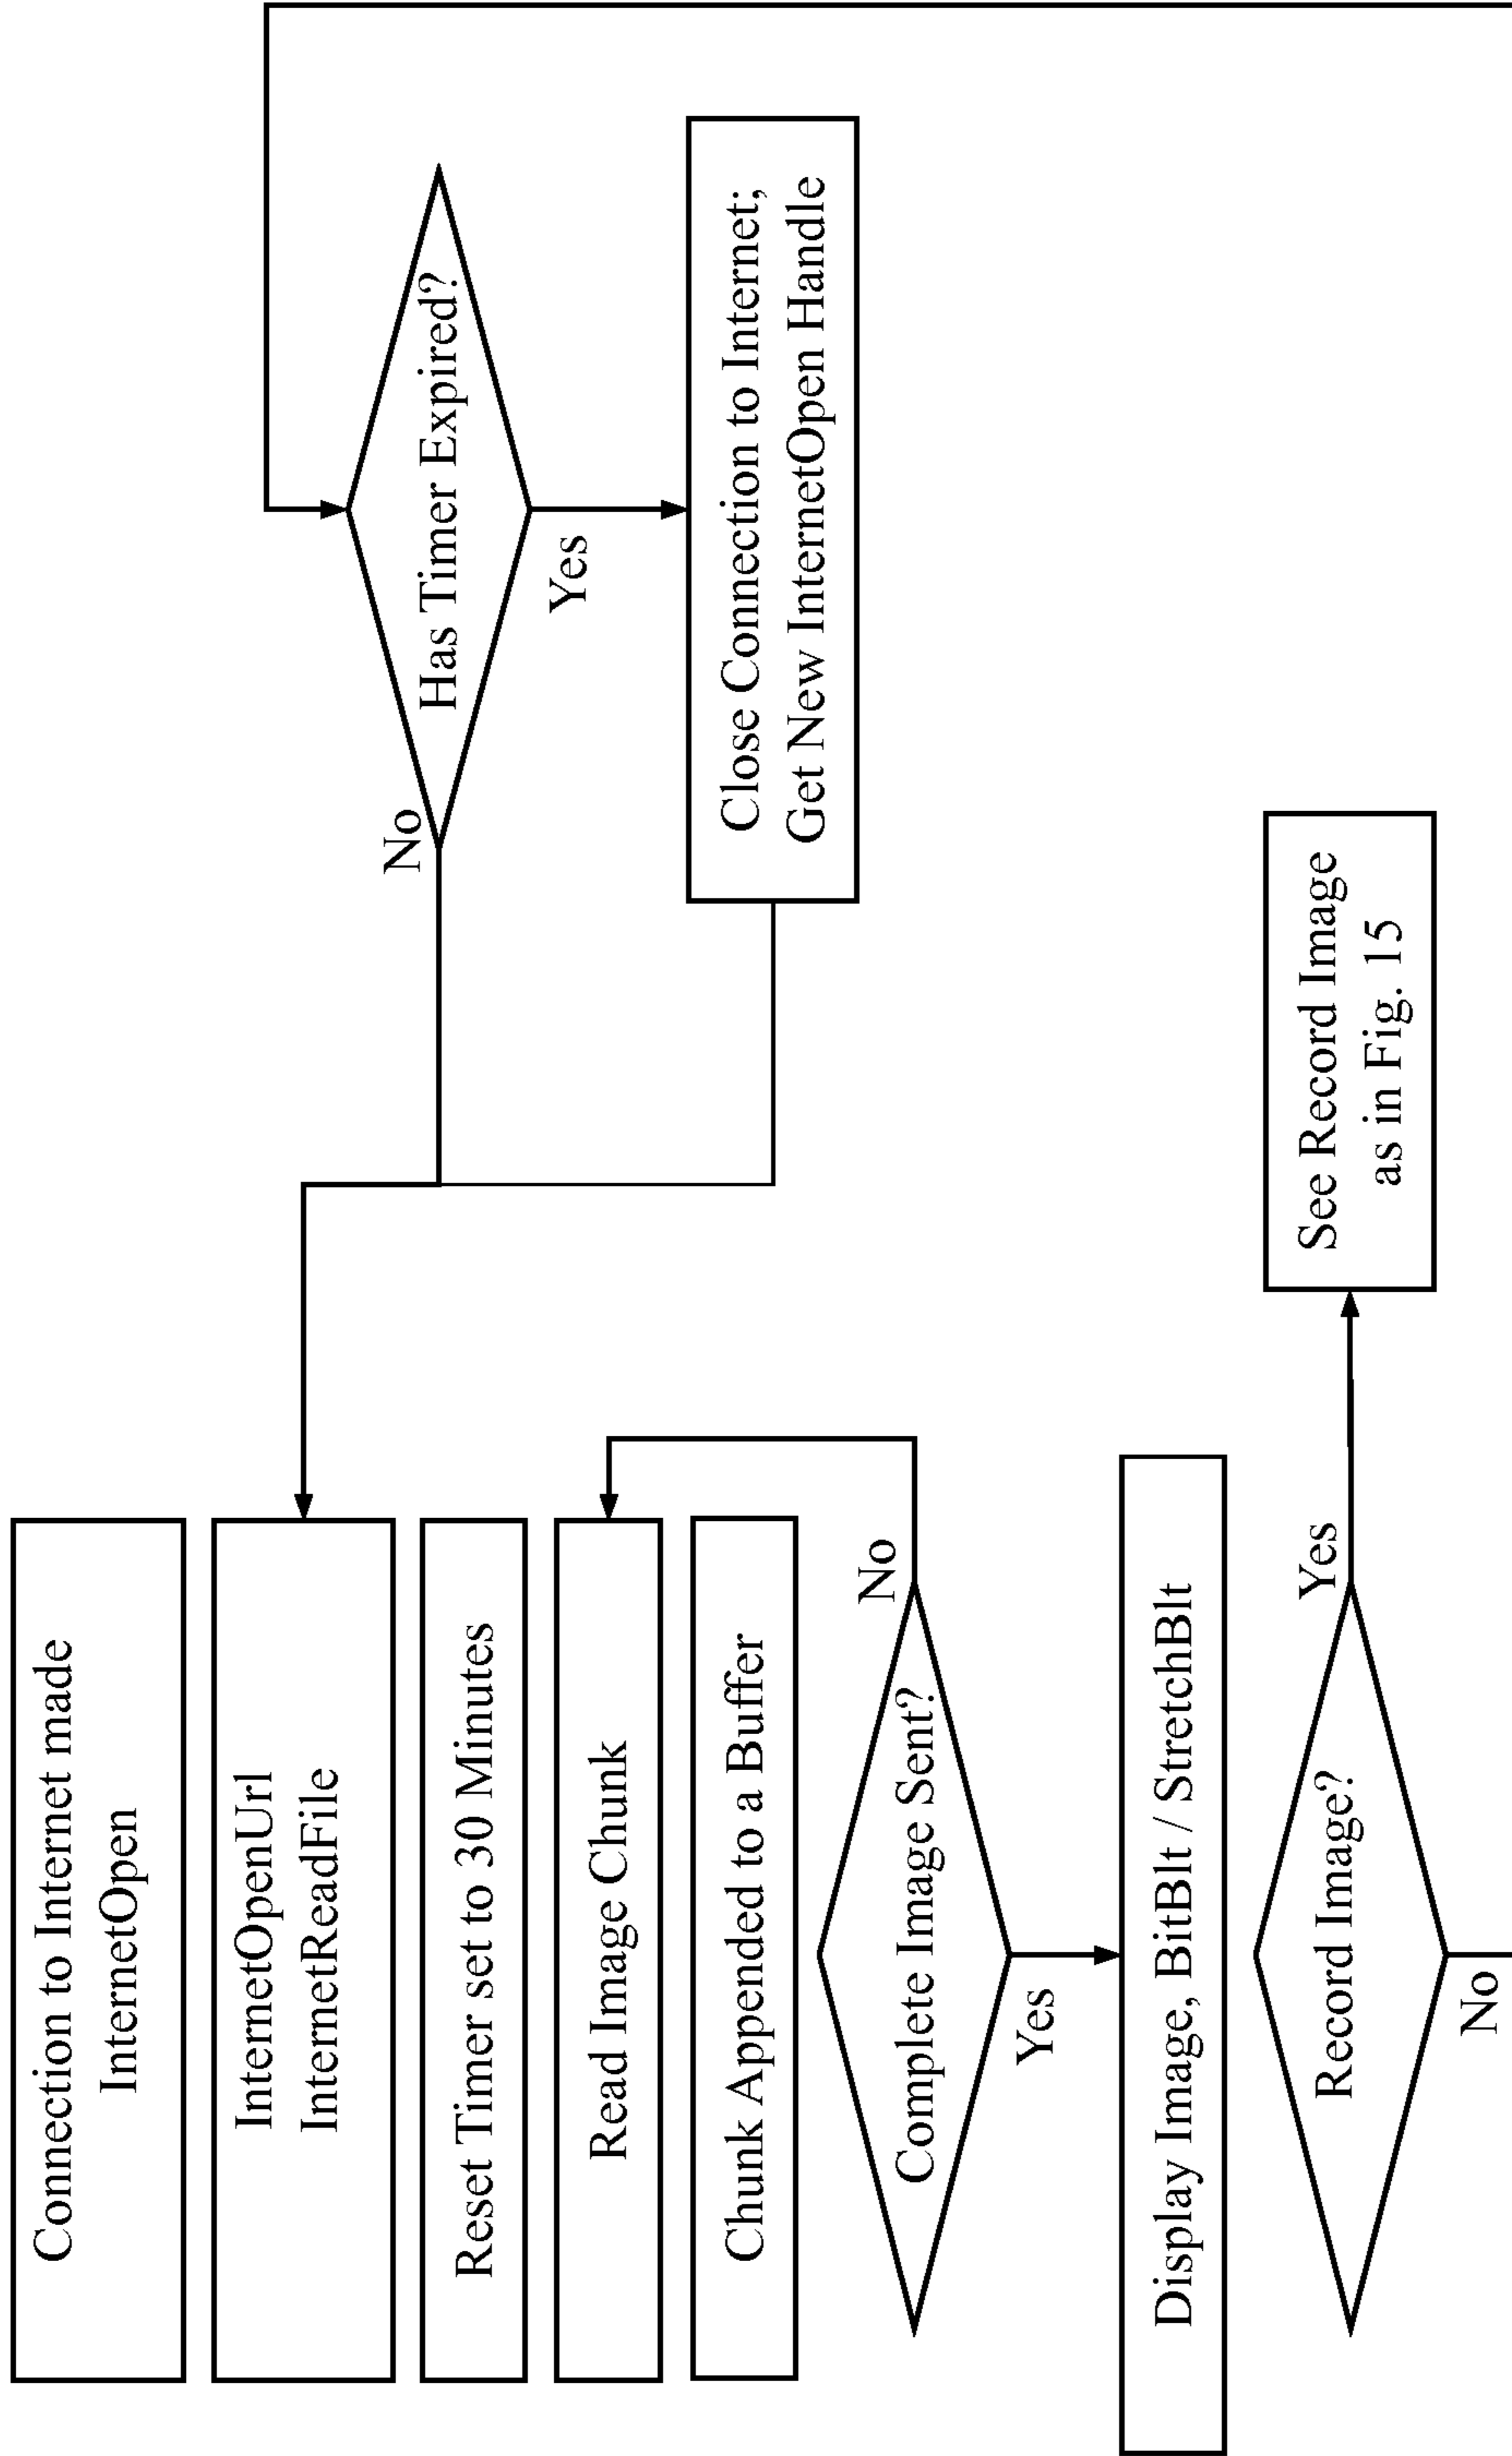 Connection to Internet made
InternetOpen
InternetOpenUrl
InternetReadFile
Reset Timer set to 30 Minutes
Read Image Chunk
Chunk Appended to a Buffer
Complete Image Sent?
No
Yes
Display Image, BitBlt / StretchBlt
Record Image?
Yes
No
See Record Image
as in Fig. 15
Has Timer Expired?
No
Yes
Close Connection to Internet;
Get New InternetOpen Handle